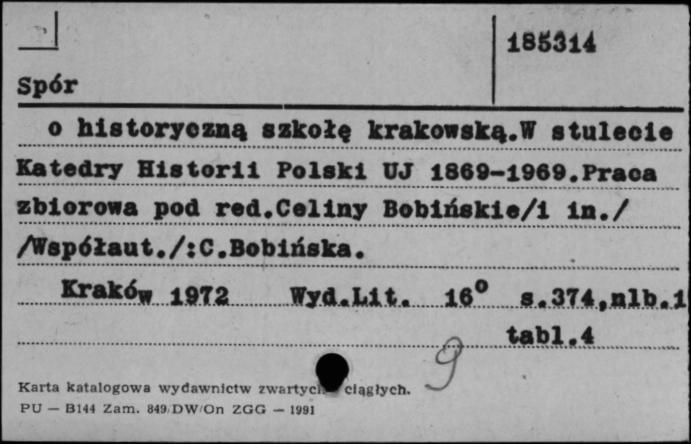 185314
Spór
o historyczną szkołę krakowską.W stulecie
Katedry Historii Polski UJ 1869-1969.Praca
zbiorowa pod red.Celiny Bobińskie/i in./
/Współaut./:C.Bobińska.
Kraków 1972 Wyd.Lit. 16° s.374,nlb.1
tabl.4
9
Karta katalogowa wydawnictw zwartych ciągłych.
PU — B144 Zam. 849/DW/On ZGG — 1991